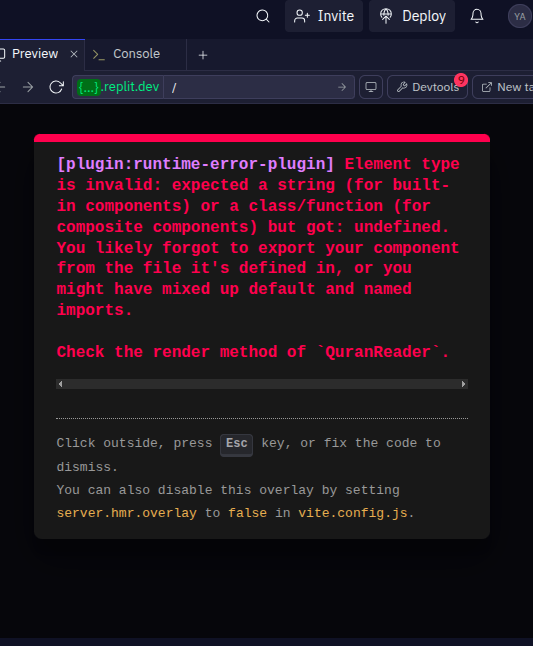 Invite
Deploy
YA
Preview
Console
{...}.replit.dev
/
Devtools
9
New ta
[plugin:runtime-error-plugin] Element type
is invalid: expected a string (for built-
in components) or a class/function (for
composite components) but got: undefined.
You likely forgot to export your component
from the file it's defined in, or you
might have mixed up default and named
imports.
Check the render method of `QuranReader`.
Click outside, press Esc key, or fix the code to
dismiss.
You can also disable this overlay by setting
server.hmr.overlay to false in vite.config.js.